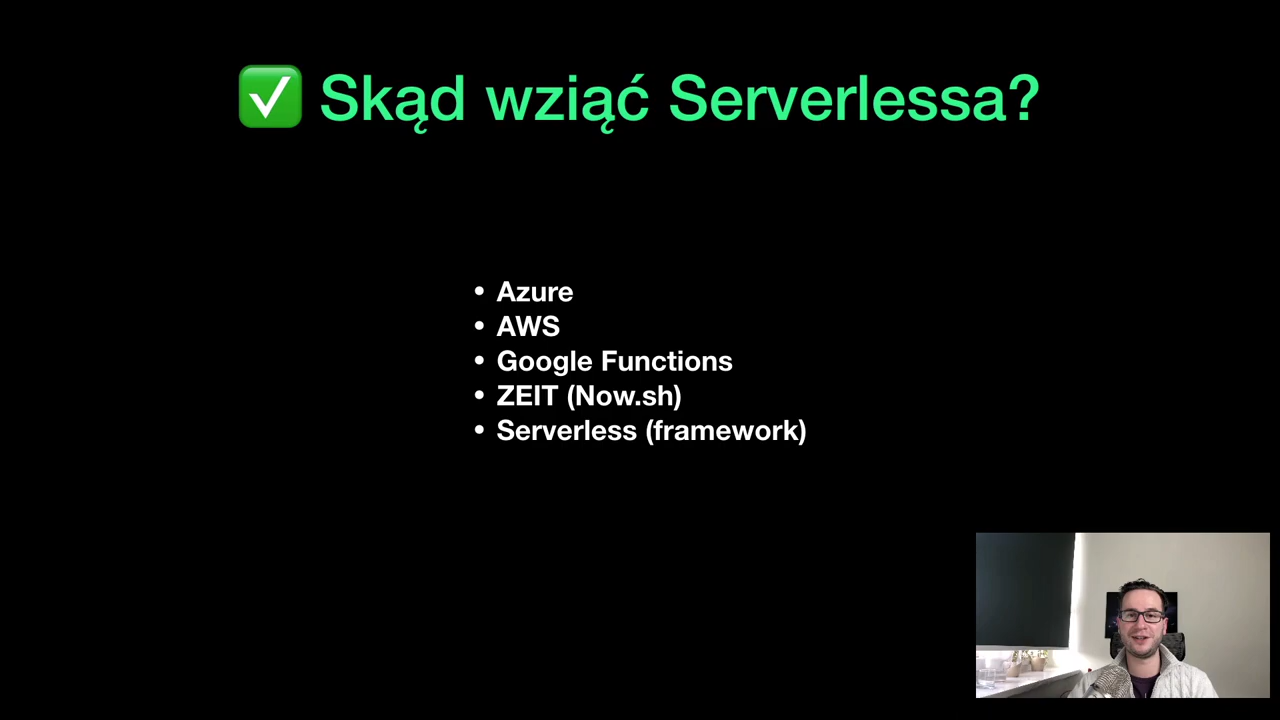 ✅ Skąd wziąć Serverlessa?
• Azure
• AWS
• Google Functions
• ZEIT (Now.sh)
• Serverless (framework)